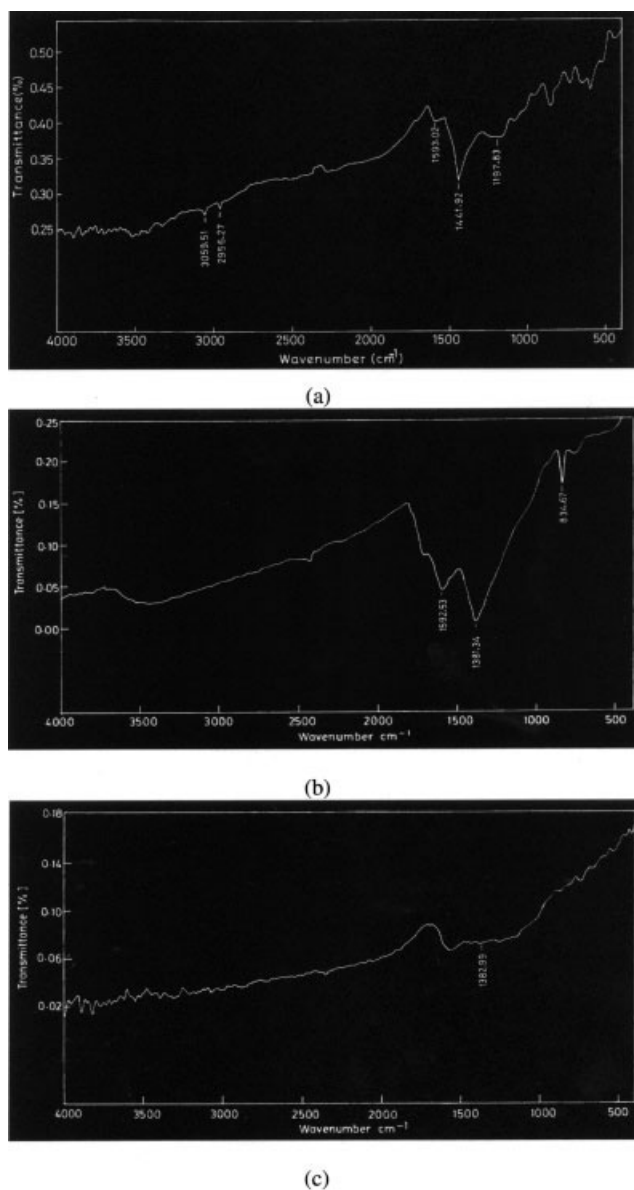 Transmittance(%)
0.50
0.45
0.40
0.35
0.30
0.25
3059.51
2956.27
1593.02
1441.92
1197.83
4000 3500 3000 2500 2000 1500 1000 500
Wavenumber (cm-1)
(a)
Transmittance [%]
0.25
0.20
0.15
0.10
0.05
0.00
1592.53
1381.34
834.67
4000 3500 3000 2500 2000 1500 1000 500
Wavenumber cm-1
(b)
Transmittance [%]
0.18
0.14
0.10
0.06
0.02
1382.99
4000 3500 3000 2500 2000 1500 1000 500
Wavenumber cm-1
(c)